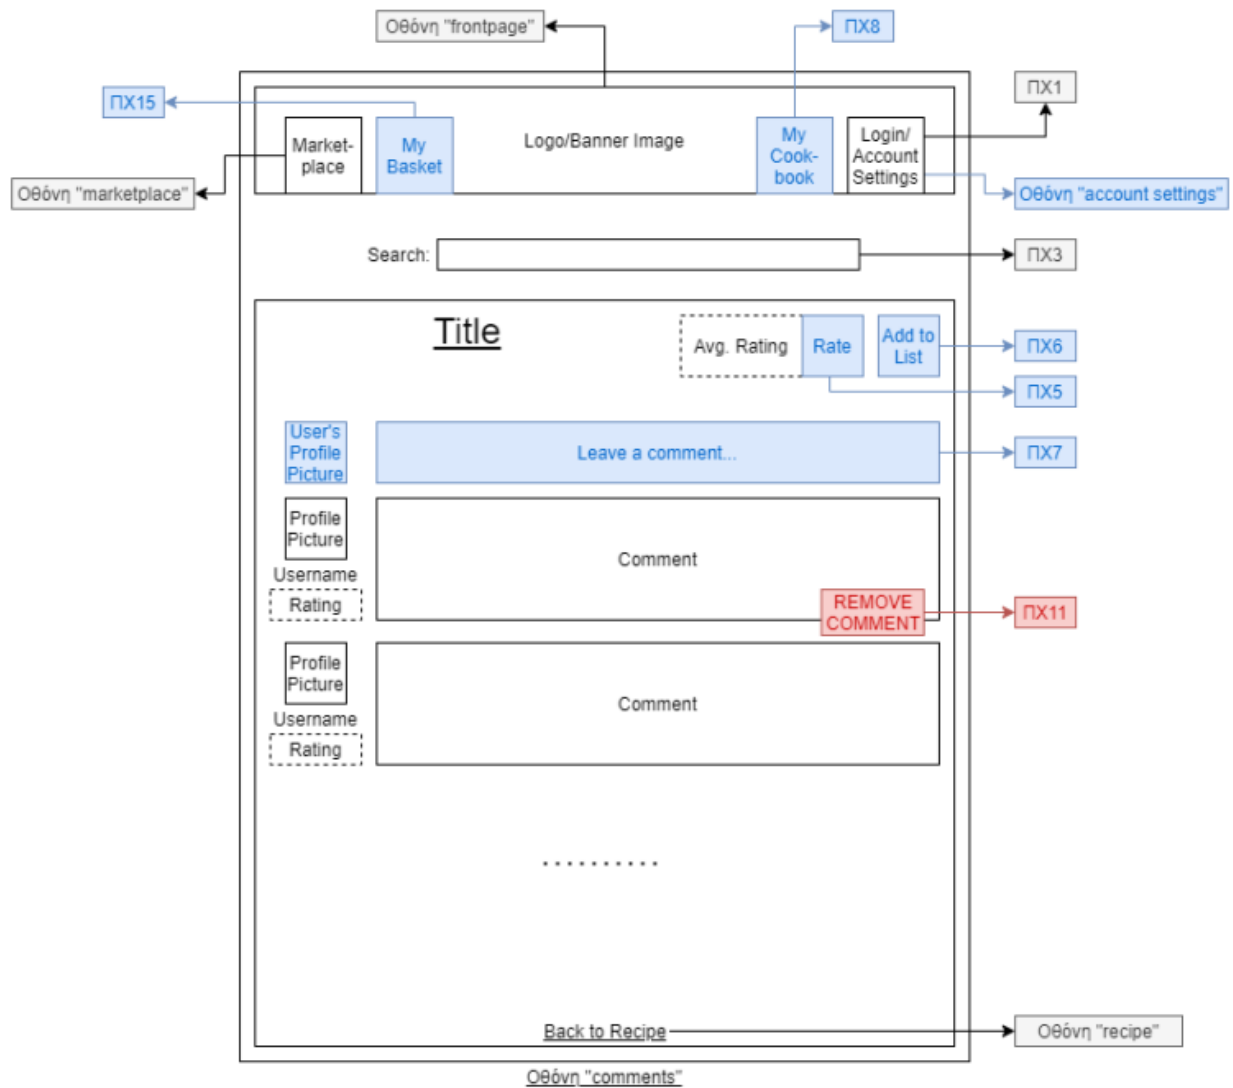 Οθόνη "frontpage"
ΠΧ8
ΠΧ15
ΠΧ1
Market-
place
My
Basket
Logo/Banner Image
My
Cook-
book
Login/
Account
Settings
Οθόνη "marketplace"
Οθόνη "account settings"
Search:
ΠΧ3
Title
Avg. Rating
Rate
Add to
List
ΠΧ6
ΠΧ5
User's
Profile
Picture
Leave a comment...
ΠΧ7
Profile
Picture
Username
Rating
Comment
REMOVE
COMMENT
ΠΧ11
Profile
Picture
Username
Rating
Comment
..........
Back to Recipe
Οθόνη "recipe"
Οθόνη "comments"